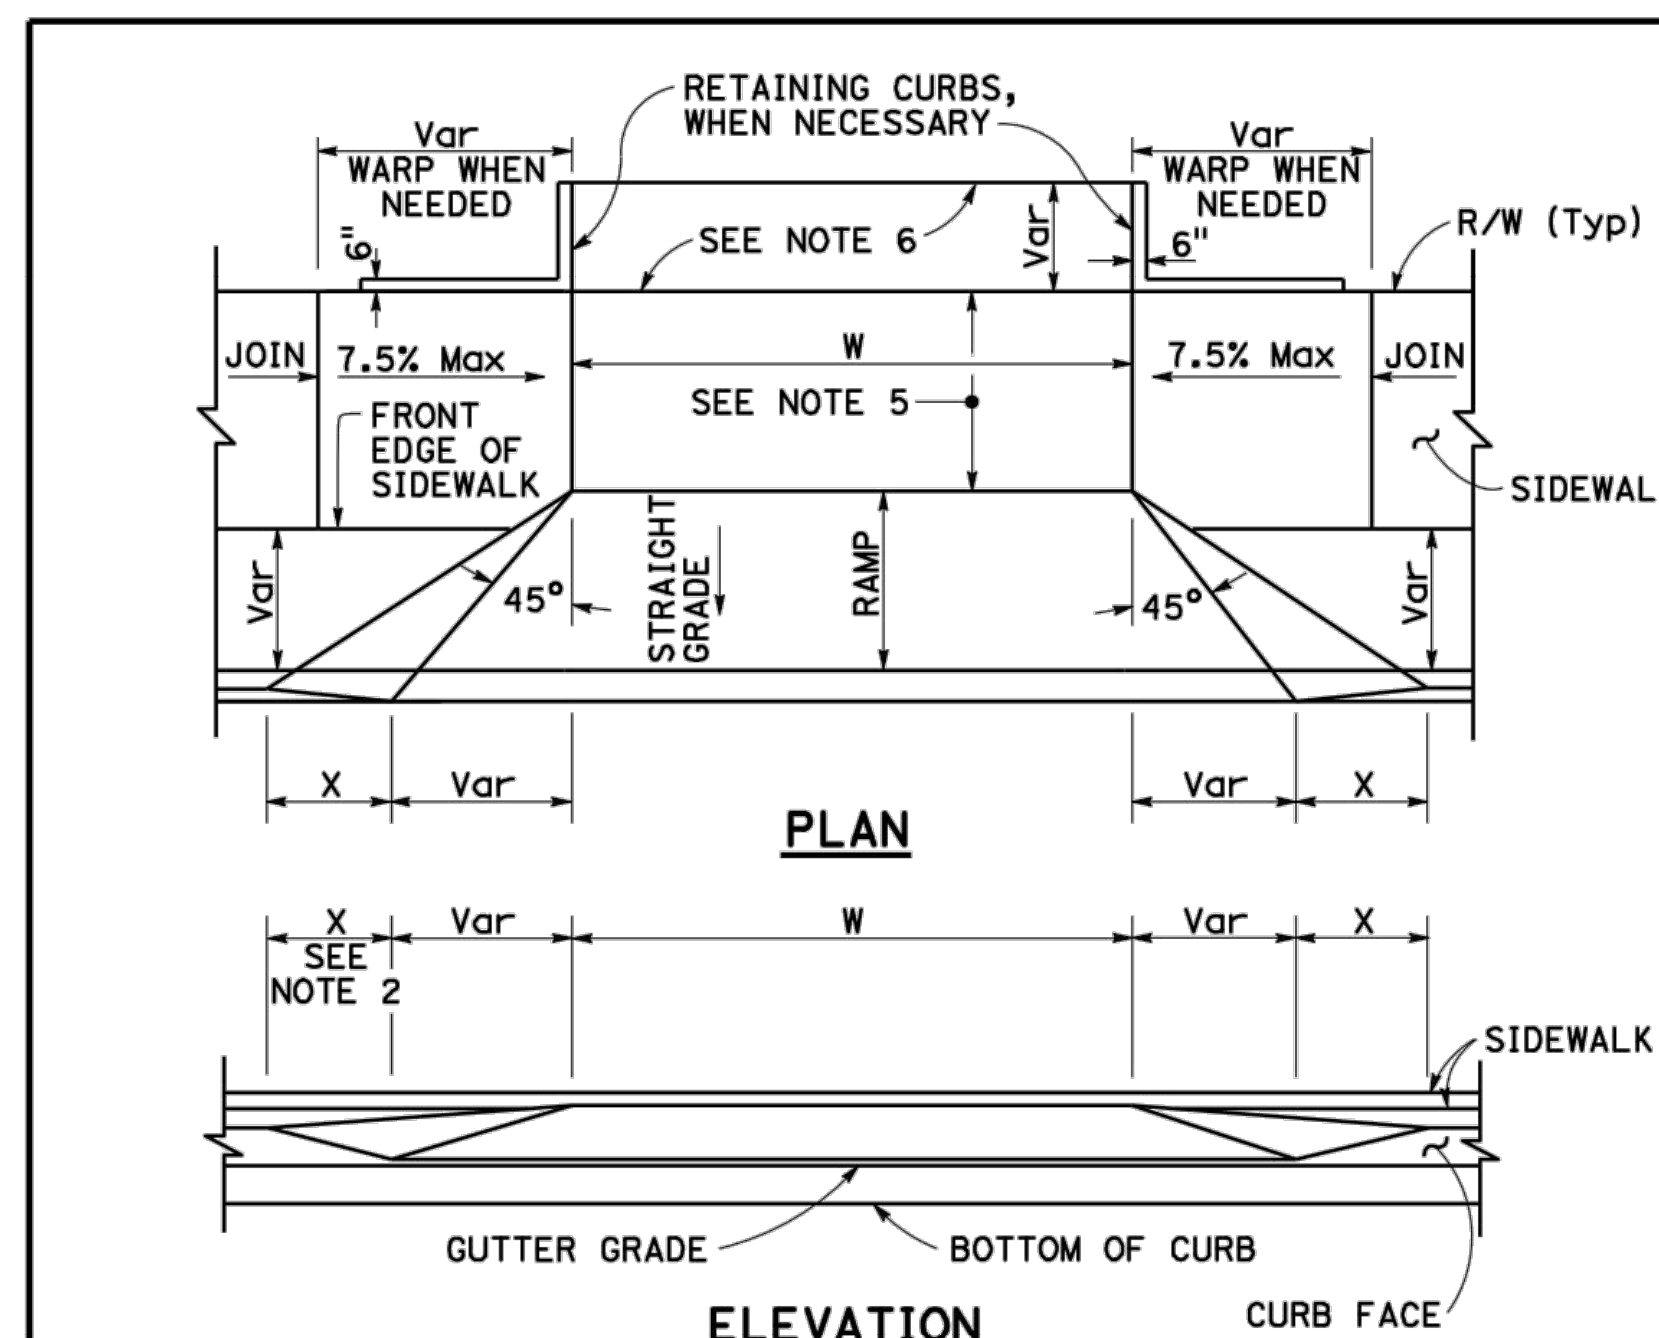 RETAINING CURBS,
WHEN NECESSARY
Var
WARP WHEN
NEEDED
Var
WARP WHEN
NEEDED
6"
SEE NOTE 6
Var
6"
R/W (Typ)
JOIN
7.5% Max
W
7.5% Max
JOIN
SEE NOTE 5
FRONT
EDGE OF
SIDEWALK
SIDEWAL
Var
45°
STRAIGHT
GRADE
RAMP
45°
Var
X
Var
Var
X
PLAN
X
Var
W
Var
X
SEE
NOTE 2
SIDEWALK
GUTTER GRADE
BOTTOM OF CURB
CURB FACE
ELEVATION